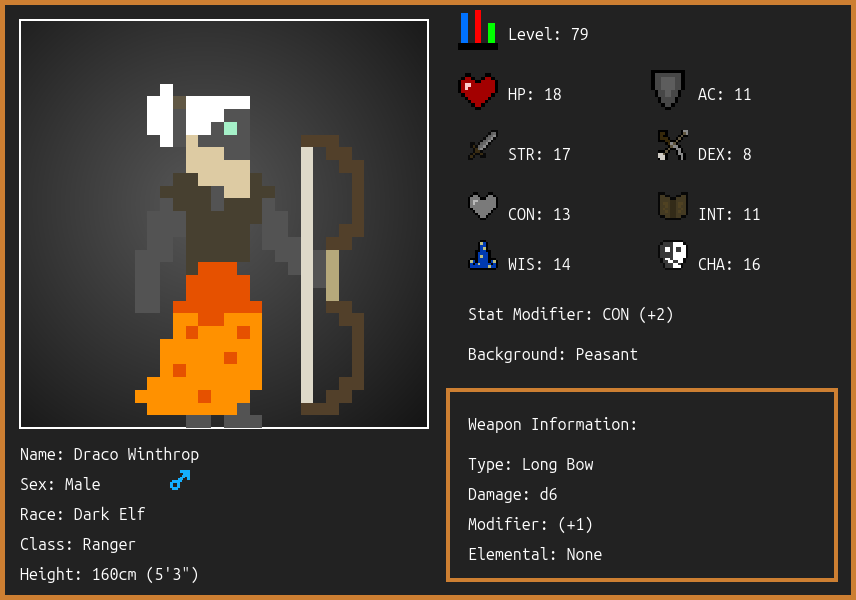 Level: 79
HP: 18
AC: 11
STR: 17
DEX: 8
CON: 13
INT: 11
WIS: 14
CHA: 16
Stat Modifier: CON (+2)
Background: Peasant
Weapon Information:
Type: Long Bow
Damage: d6
Modifier: (+1)
Elemental: None
Name: Draco Winthrop
Sex: Male
Race: Dark Elf
Class: Ranger
Height: 160cm (5'3")